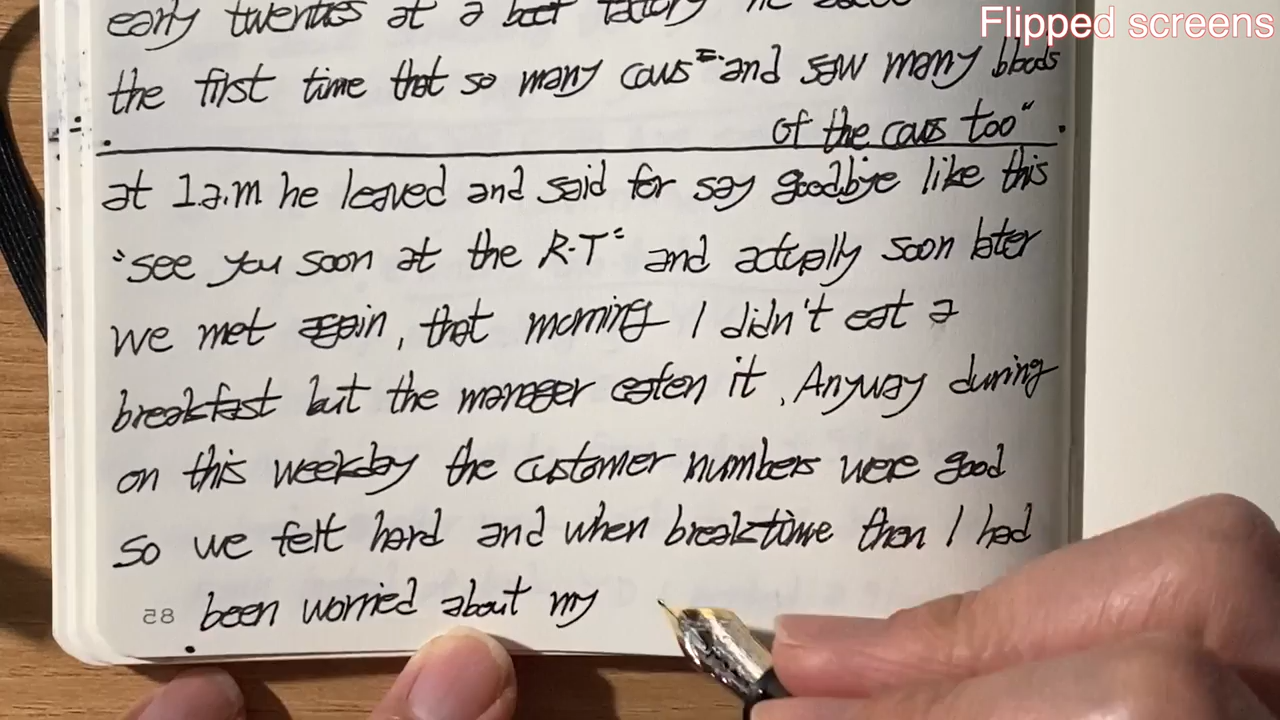 Flipped screens
early twenties at a beef factory he
the first time that so many cows" and saw many bloods
of the cows too".
at 1a.m he leaved and said for say goodbye like this
"see you soon at the R-T" and actually soon later
we met again, that morning I didn't eat a
breakfast but the manager eaten it. Anyway during
on this weekday the customer numbers were good
so we felt hard and when breaktime then I had
been worried about my
85